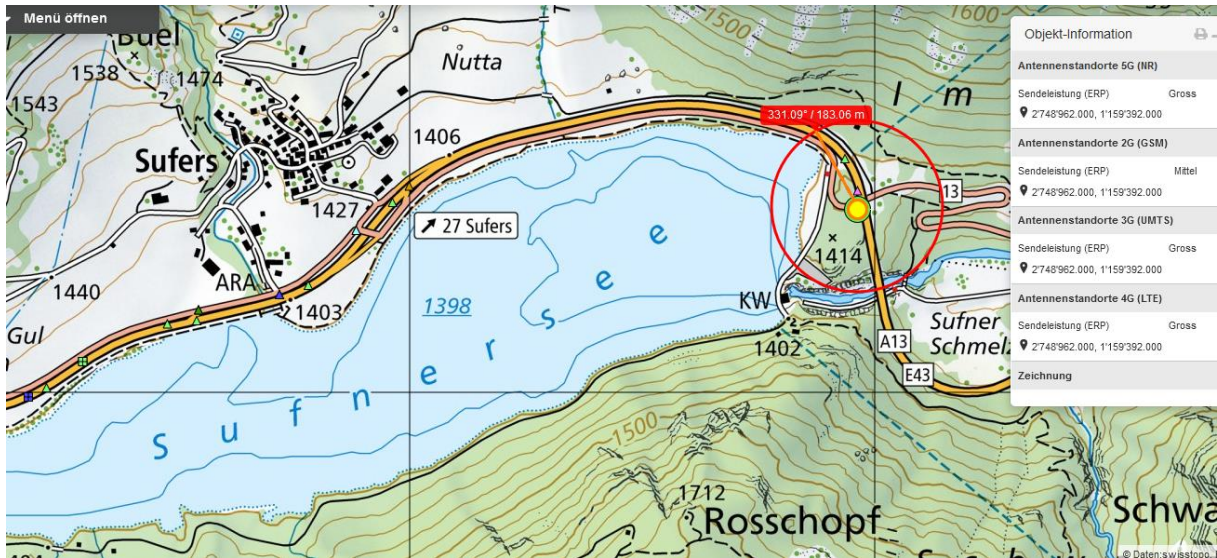 Menü öffnen
Büel
1538
1474
1543
Nutta
1500
1600
I m
Sufers
1406
331.09° / 183.06 m
1427
27 Sufers
13
1414
ARA
1440
1403
1398
KW
Gul
1402
A13
Sufner
Schmelz
E43
S u f n e r s e e
1500
1712
Rosschopf
Schwa
Objekt-Information
Antennenstandorte 5G (NR)
Sendeleistung (ERP) Gross
2'748'962.000, 1'159'392.000
Antennenstandorte 2G (GSM)
Sendeleistung (ERP) Mittel
2'748'962.000, 1'159'392.000
Antennenstandorte 3G (UMTS)
Sendeleistung (ERP) Gross
2'748'962.000, 1'159'392.000
Antennenstandorte 4G (LTE)
Sendeleistung (ERP) Gross
2'748'962.000, 1'159'392.000
Zeichnung
© Daten:swisstopo